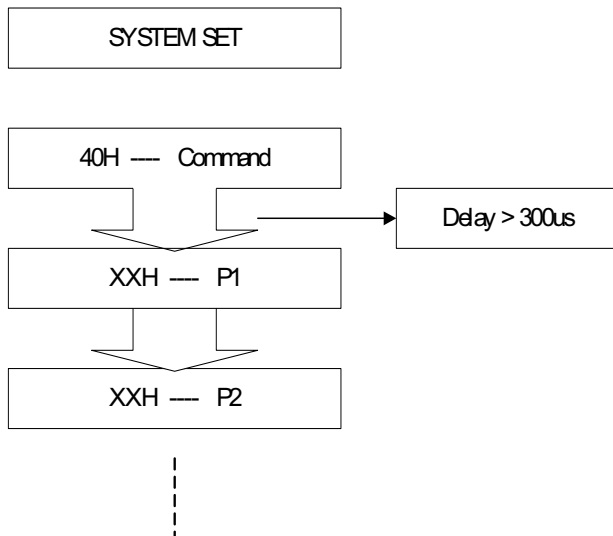 SYSTEM SET
40H ---- Command
Delay > 300us
XXH ---- P1
XXH ---- P2